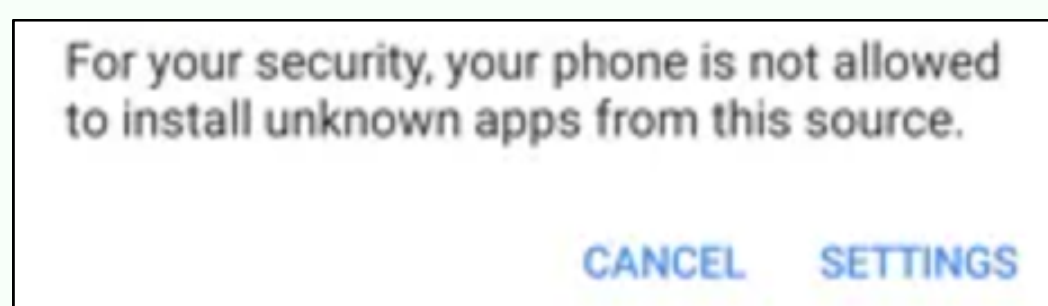 For your security, your phone is not allowed
to install unknown apps from this source.
CANCEL SETTINGS